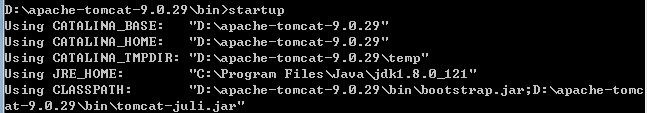 D:\apache-tomcat-9.0.29\bin>startup
Using CATALINA_BASE:   "D:\apache-tomcat-9.0.29"
Using CATALINA_HOME:   "D:\apache-tomcat-9.0.29"
Using CATALINA_TMPDIR: "D:\apache-tomcat-9.0.29\temp"
Using JRE_HOME:        "C:\Program Files\Java\jdk1.8.0_121"
Using CLASSPATH:       "D:\apache-tomcat-9.0.29\bin\bootstrap.jar;D:\apache-tomc
at-9.0.29\bin\tomcat-juli.jar"